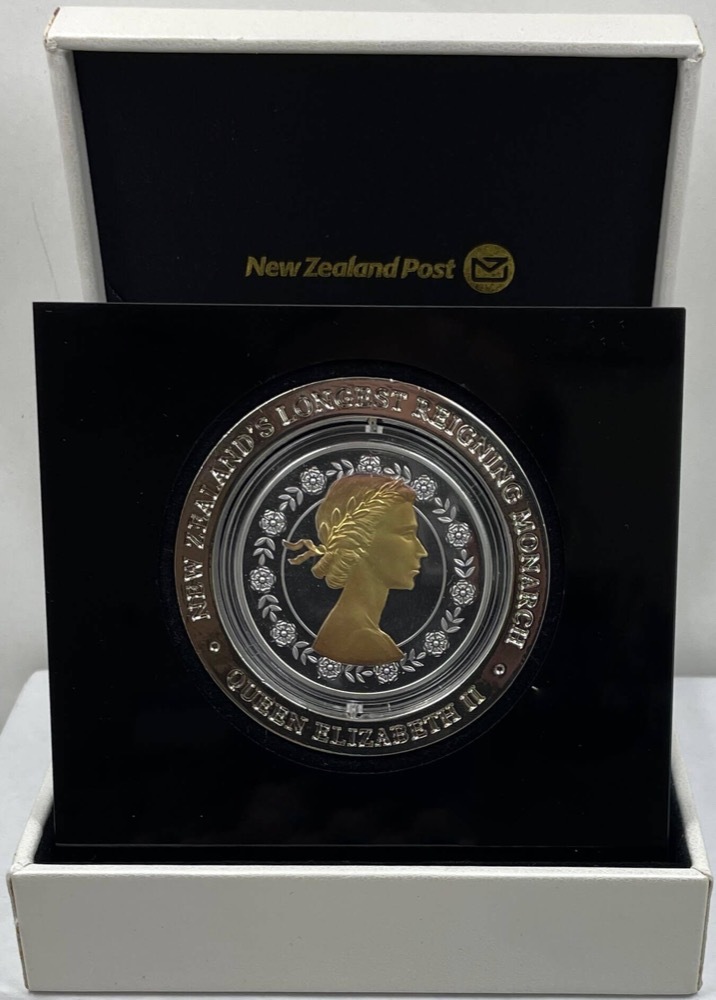 New Zealand Post
NEW ZEALAND'S LONGEST REIGNING MONARCH
QUEEN ELIZABETH II